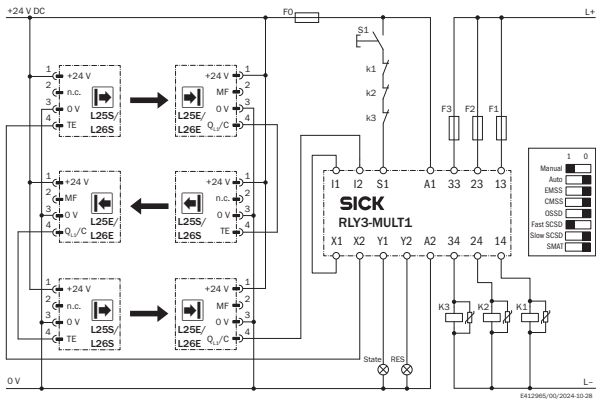 +24 V DC
F0
L+
S1
k1
k2
k3
F3
F2
F1
1
+24 V
2
n.c.
3
0 V
4
TE
L25S/
L26S
+24 V
1
MF
2
0 V
3
QL1/C
4
L25E/
L26E
1
+24 V
2
MF
3
0 V
4
QL1/C
L25E/
L26E
+24 V
1
n.c.
2
0 V
3
TE
4
L25S/
L26S
1
+24 V
2
n.c.
3
0 V
4
TE
L25S/
L26S
+24 V
1
MF
2
0 V
3
QL1/C
4
L25E/
L26E
I1 I2 S1 A1 33 23 13
SICK
RLY3-MULT1
X1 X2 Y1 Y2 A2 34 24 14
1 0
Manual
Auto
EMSS
CMSS
OSSD
Fast SCSD
Slow SCSD
SMAT
K3
K2
K1
State
RES
0 V
L–
E412965/00/2024-10-28